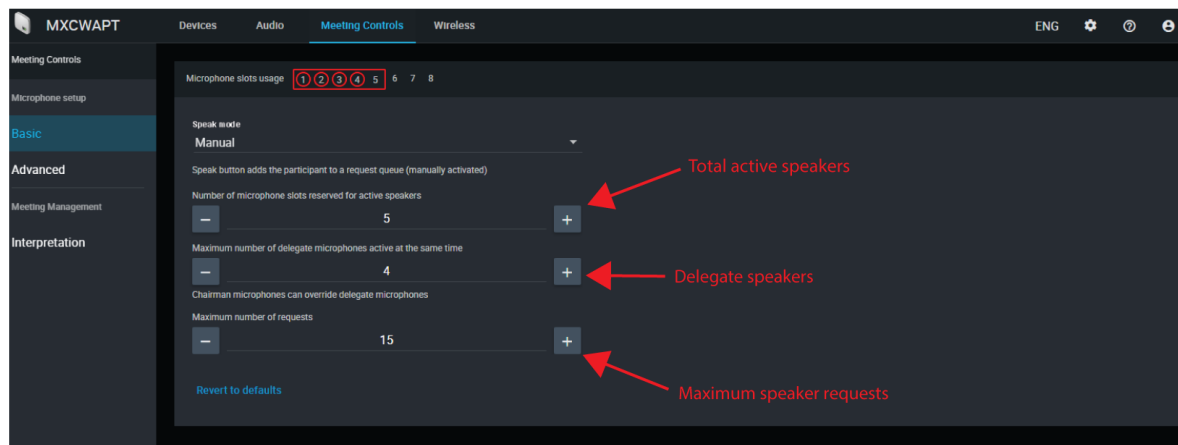 MXCWAPT Devices Audio Meeting Controls Wireless ENG
Meeting Controls
Microphone slots usage 1 2 3 4 5 6 7 8
Microphone setup
Basic
Advanced
Meeting Management
Interpretation
Speak mode
Manual
Speak button adds the participant to a request queue (manually activated)
Total active speakers
Number of microphone slots reserved for active speakers
− 5 +
Maximum number of delegate microphones active at the same time
− 4 +
Delegate speakers
Chairman microphones can override delegate microphones
Maximum number of requests
− 15 +
Revert to defaults
Maximum speaker requests